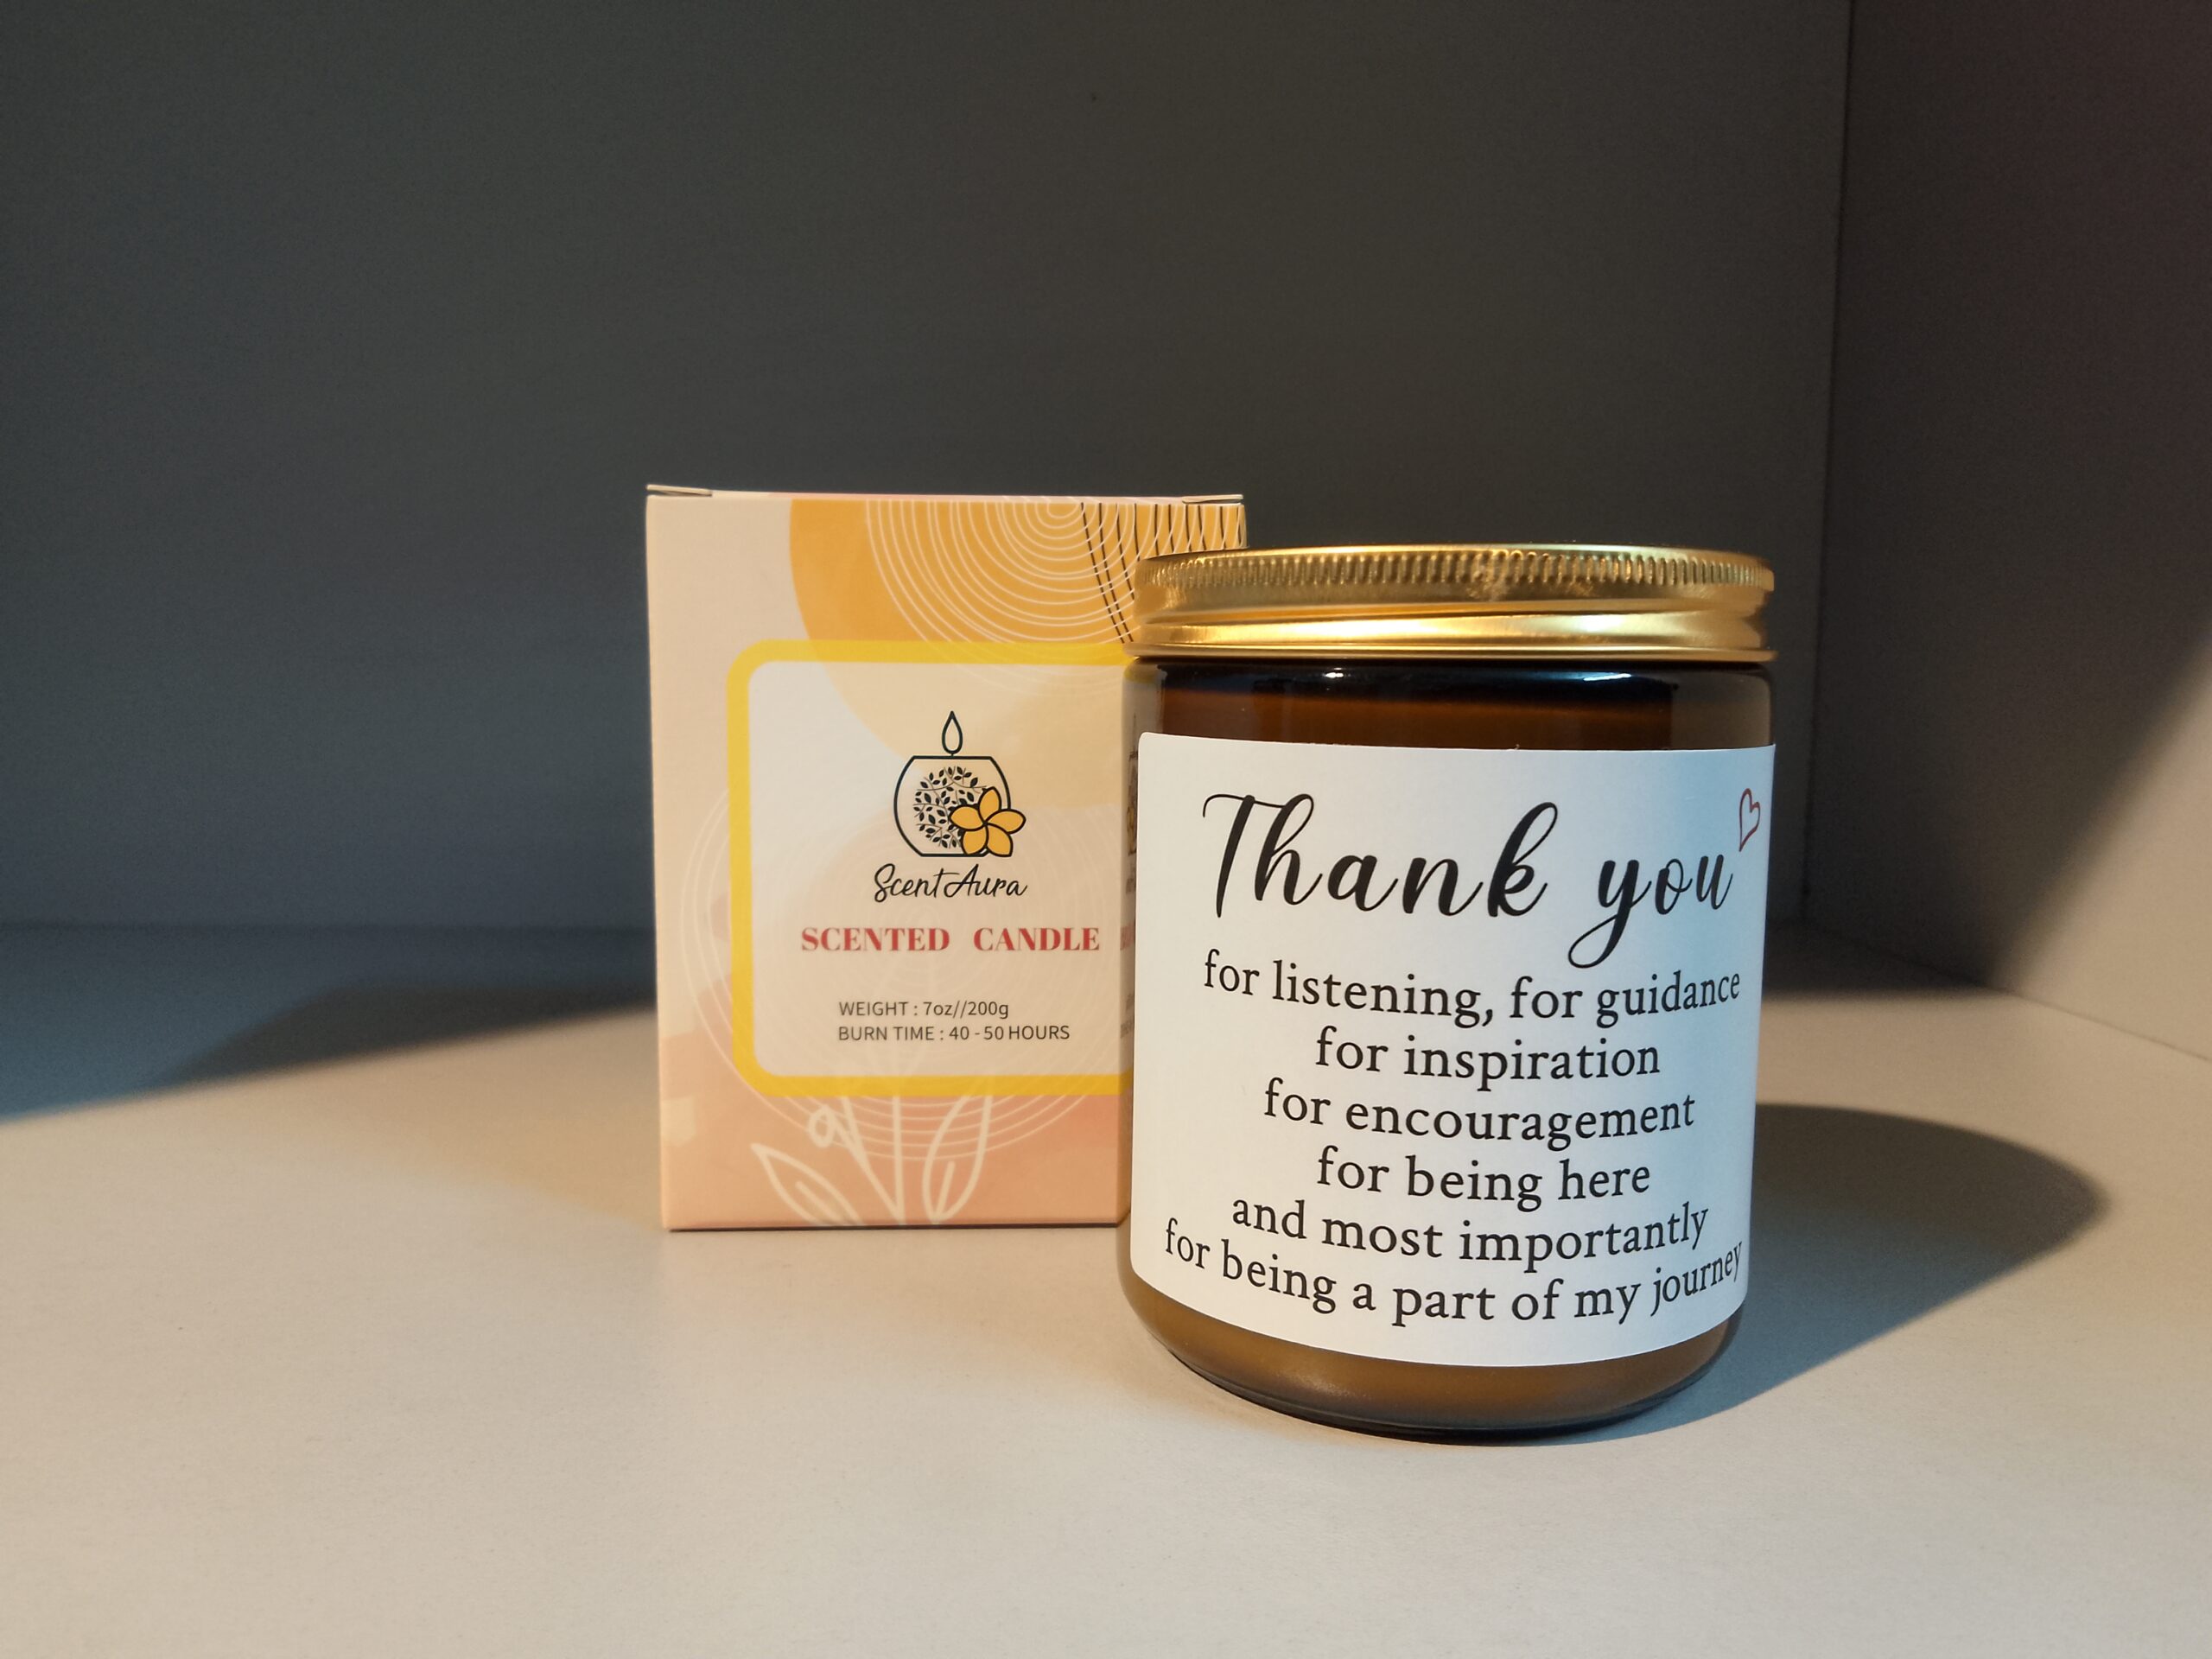 ScentAura
SCENTED CANDLE
WEIGHT : 7oz//200g
BURN TIME : 40 - 50 HOURS
Thank you
for listening, for guidance
for inspiration
for encouragement
for being here
and most importantly
for being a part of my journey